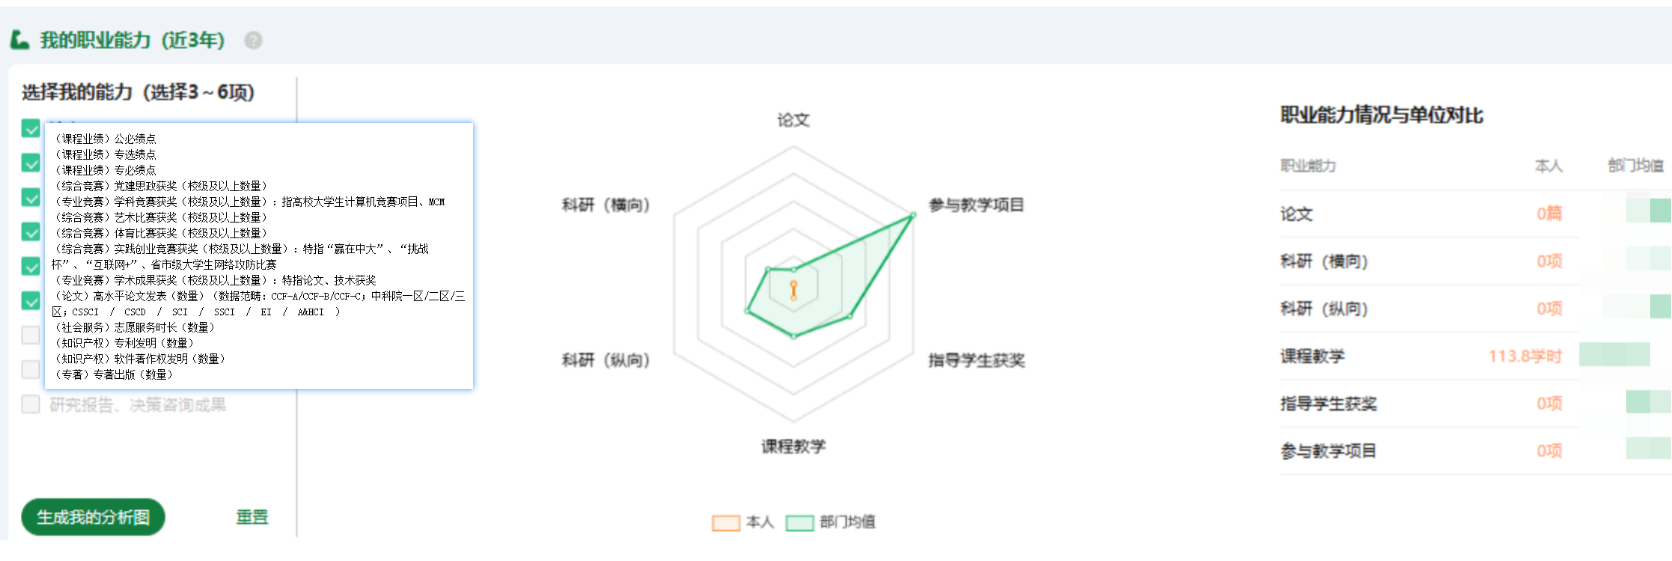 我的职业能力（近3年）
选择我的能力（选择3～6项）
（课程业绩）公必绩点
（课程业绩）专选绩点
（课程业绩）专必绩点
（综合竞赛）党建思政获奖（校级及以上数量）
（专业竞赛）学科竞赛获奖（校级及以上数量）：指高校大学生计算机竞赛项目、MCM
（综合竞赛）艺术比赛获奖（校级及以上数量）
（综合竞赛）体育比赛获奖（校级及以上数量）
（综合竞赛）实践创业竞赛获奖（校级及以上数量）：特指“赢在中大”、“挑战
杯”、“互联网+”、省市级大学生网络攻防比赛
（专业竞赛）学术成果获奖（校级及以上数量）：特指论文、技术获奖
（论文）高水平论文发表（数量）（数据范畴：CCF-A/CCF-B/CCF-C；中科院一区/二区/三
区；CSSCI / CSCD / SCI / SSCI / EI / A&HCI ）
（社会服务）志愿服务时长（数量）
（知识产权）专利发明（数量）
（知识产权）软件著作权发明（数量）
（专著）专著出版（数量）
研究报告、决策咨询成果
生成我的分析图 重置
论文
参与教学项目
指导学生获奖
课程教学
科研（纵向）
科研（横向）
本人 部门均值
职业能力情况与单位对比
职业能力 本人 部门均值
论文 0篇
科研（横向） 0项
科研（纵向） 0项
课程教学 113.8学时
指导学生获奖 0项
参与教学项目 0项